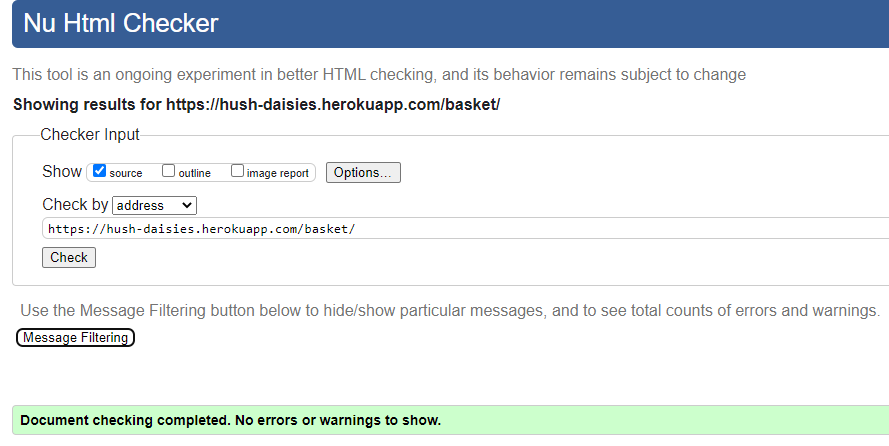 Nu Html Checker
This tool is an ongoing experiment in better HTML checking, and its behavior remains subject to change
Showing results for https://hush-daisies.herokuapp.com/basket/
Checker Input
Show source outline image report Options...
Check by address
https://hush-daisies.herokuapp.com/basket/
Check
Use the Message Filtering button below to hide/show particular messages, and to see total counts of errors and warnings.
Message Filtering
Document checking completed. No errors or warnings to show.